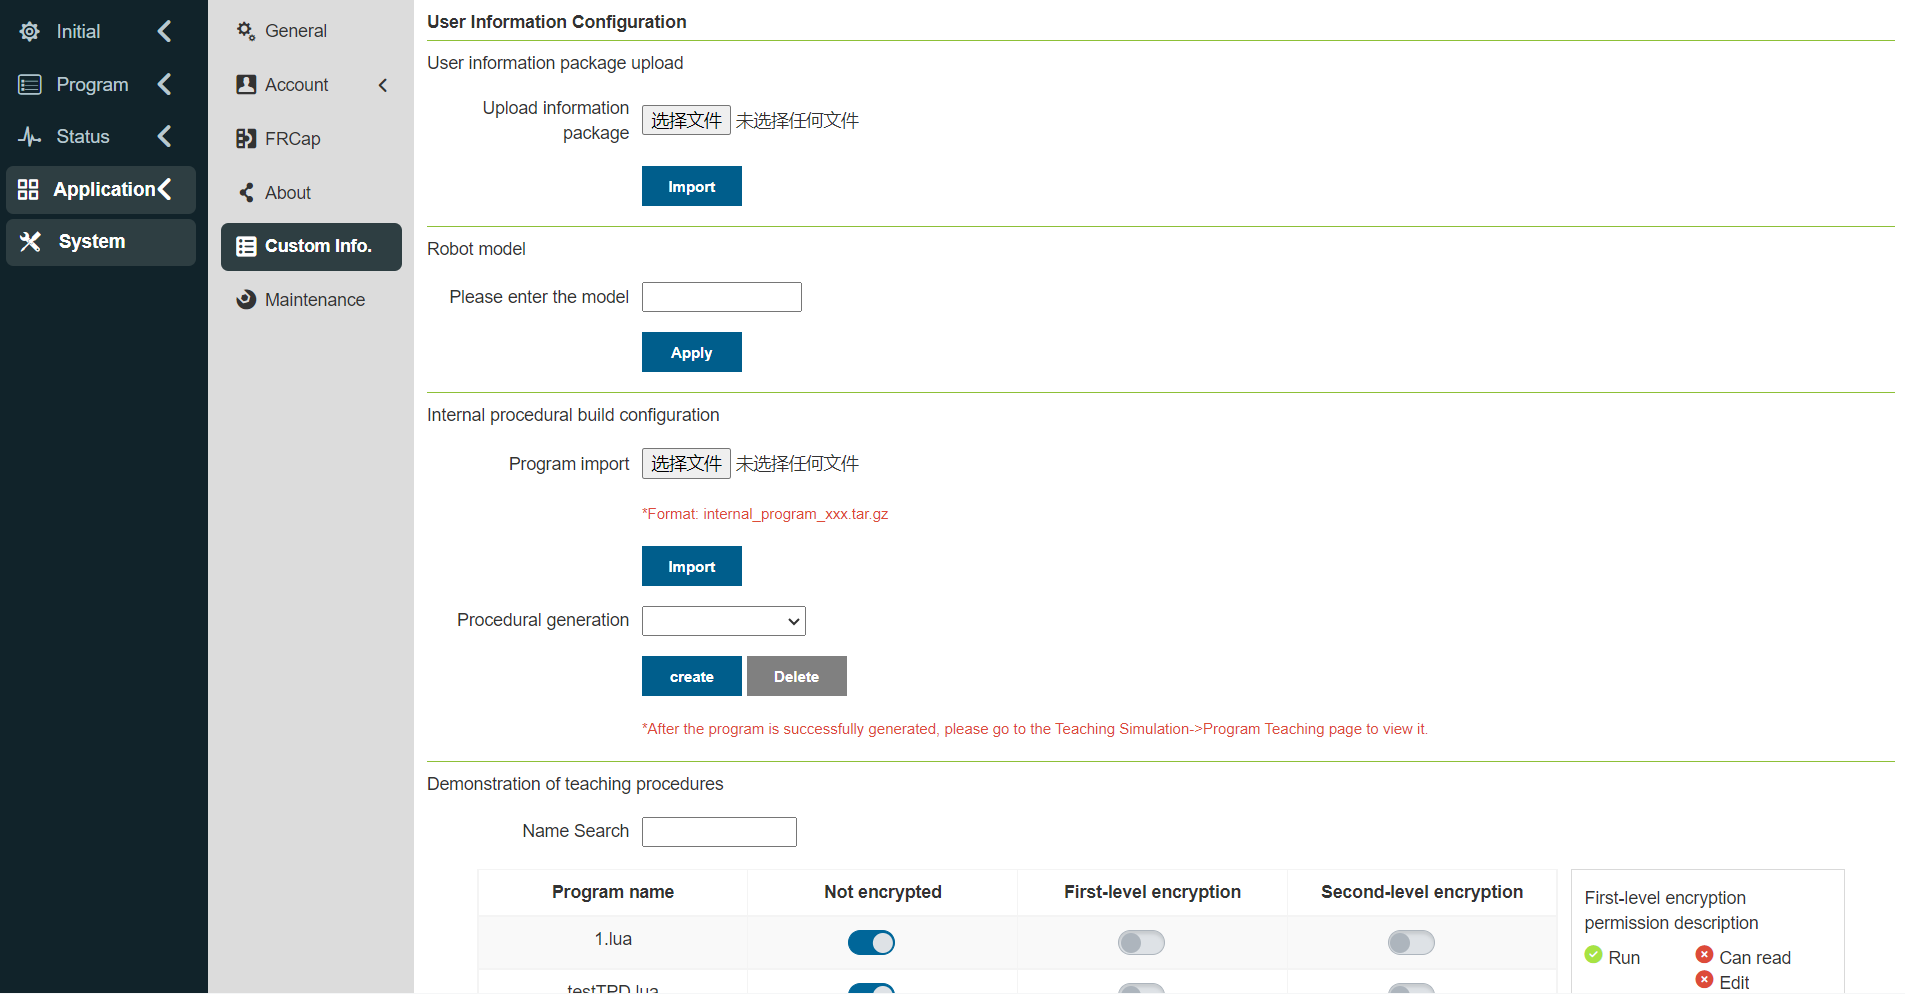 Initial
Program
Status
Application
System
General
Account
FRCap
About
Custom Info.
Maintenance
User Information Configuration
User information package upload
Upload information
package
选择文件 未选择任何文件
Import
Robot model
Please enter the model
Apply
Internal procedural build configuration
Program import 选择文件 未选择任何文件
*Format: internal_program_xxx.tar.gz
Import
Procedural generation
create Delete
*After the program is successfully generated, please go to the Teaching Simulation->Program Teaching page to view it.
Demonstration of teaching procedures
Name Search
Program name Not encrypted First-level encryption Second-level encryption
1.lua
testTPD.lua
First-level encryption
permission description
Run Can read
Edit